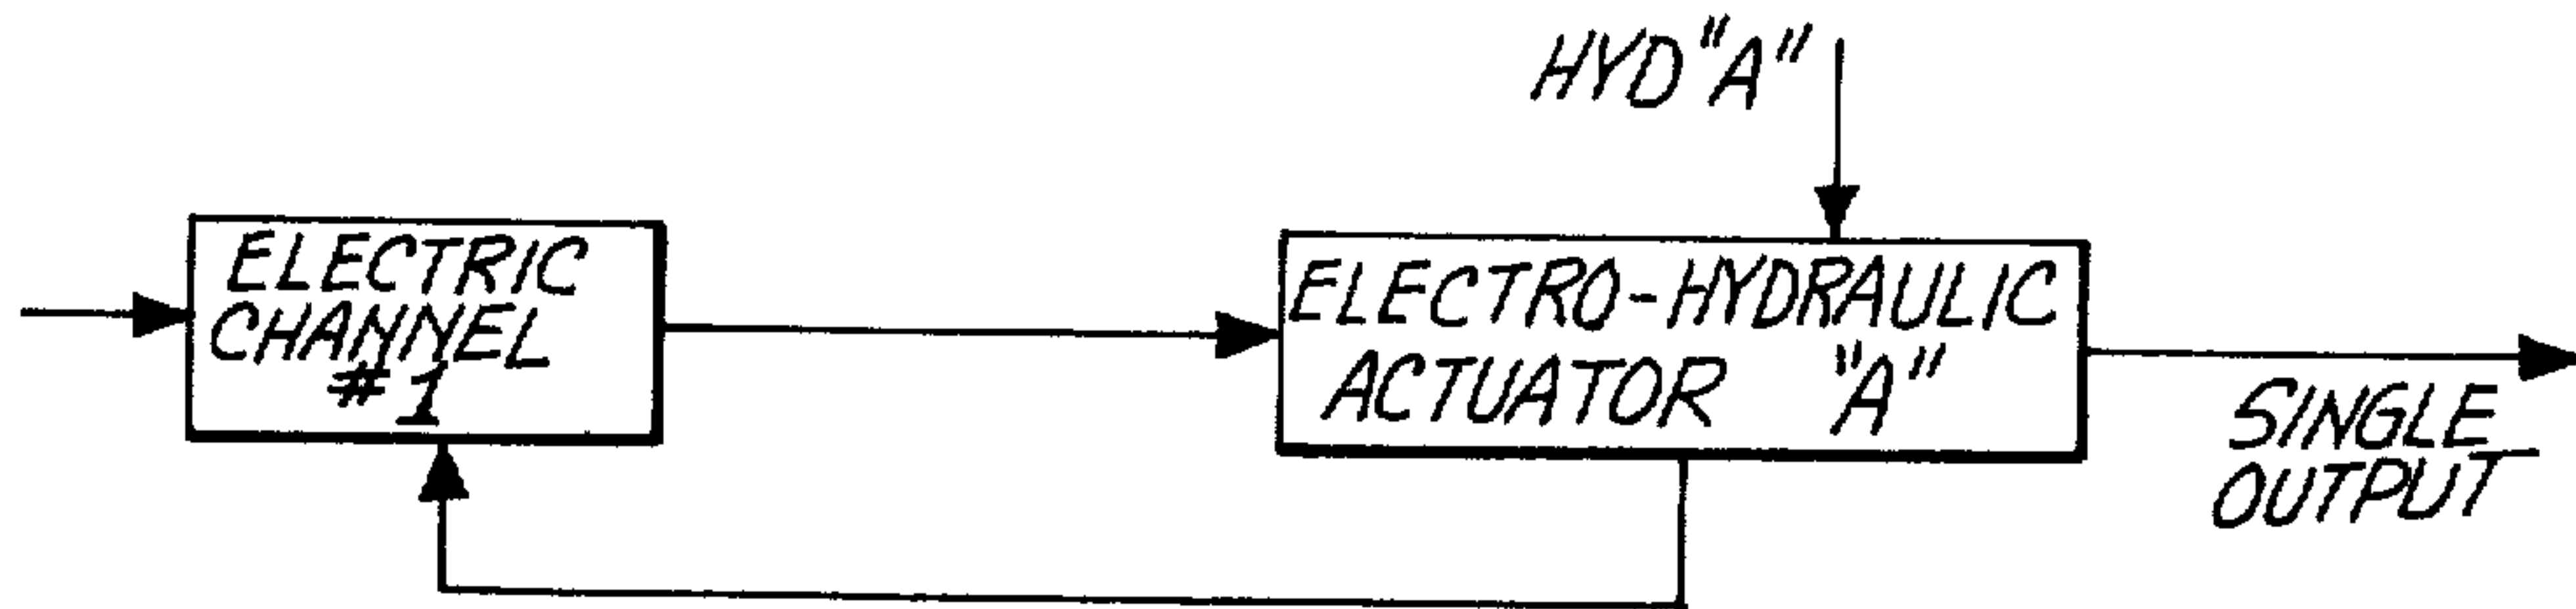 HYD "A"
ELECTRIC
CHANNEL
#1
ELECTRO-HYDRAULIC
ACTUATOR "A"
SINGLE
OUTPUT